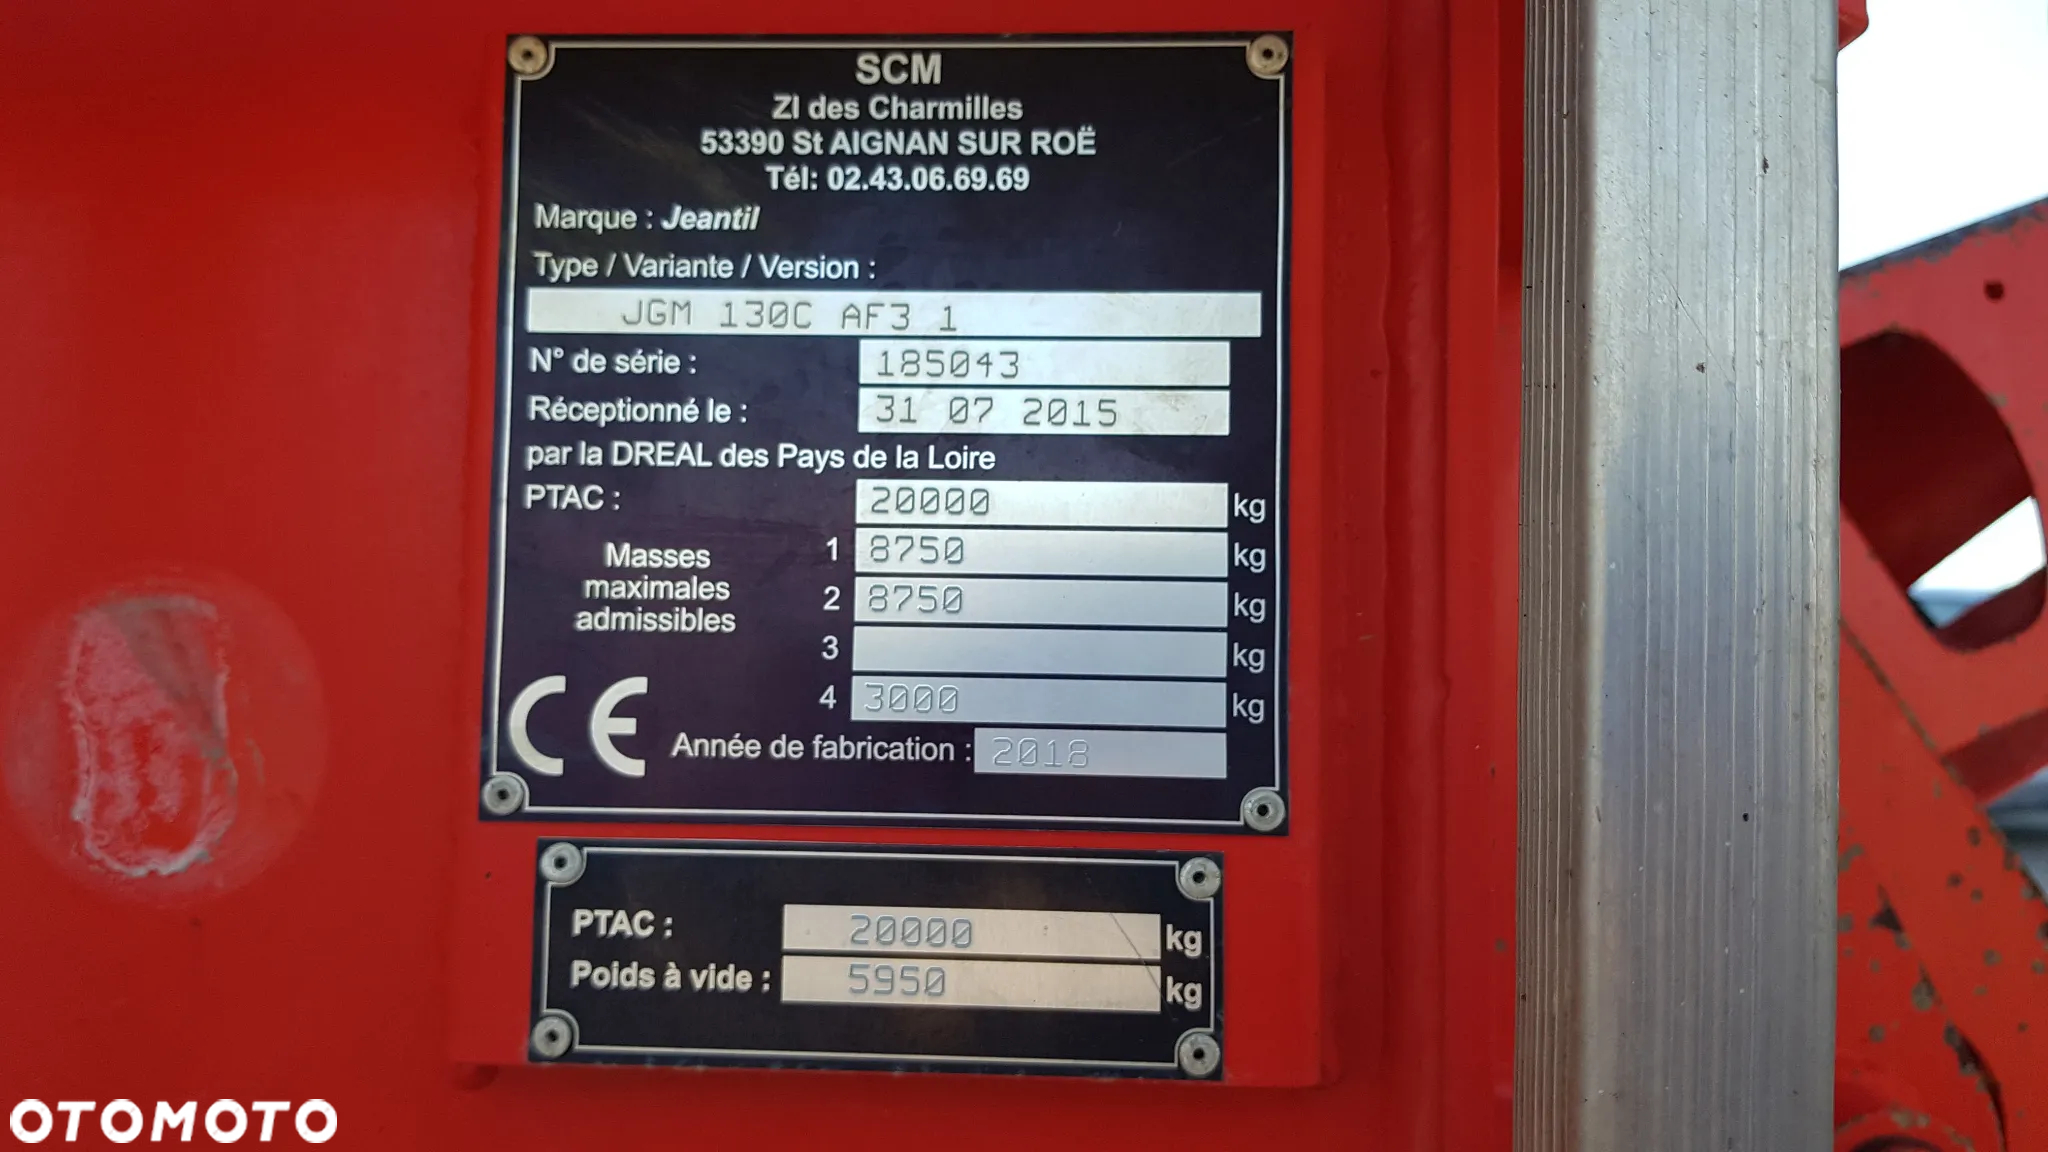 SCM
ZI des Charmilles
53390 St AIGNAN SUR ROË
Tél: 02.43.06.69.69
Marque : Jeantil
Type / Variante / Version :
JGM 130C AF3 1
N° de série : 185043
Réceptionné le : 31 07 2015
par la DREAL des Pays de la Loire
PTAC : 20000 kg
Masses maximales admissibles
1 8750 kg
2 8750 kg
3 kg
4 3000 kg
CE Année de fabrication : 2018
PTAC : 20000 kg
Poids à vide : 5950 kg
OTOMOTO